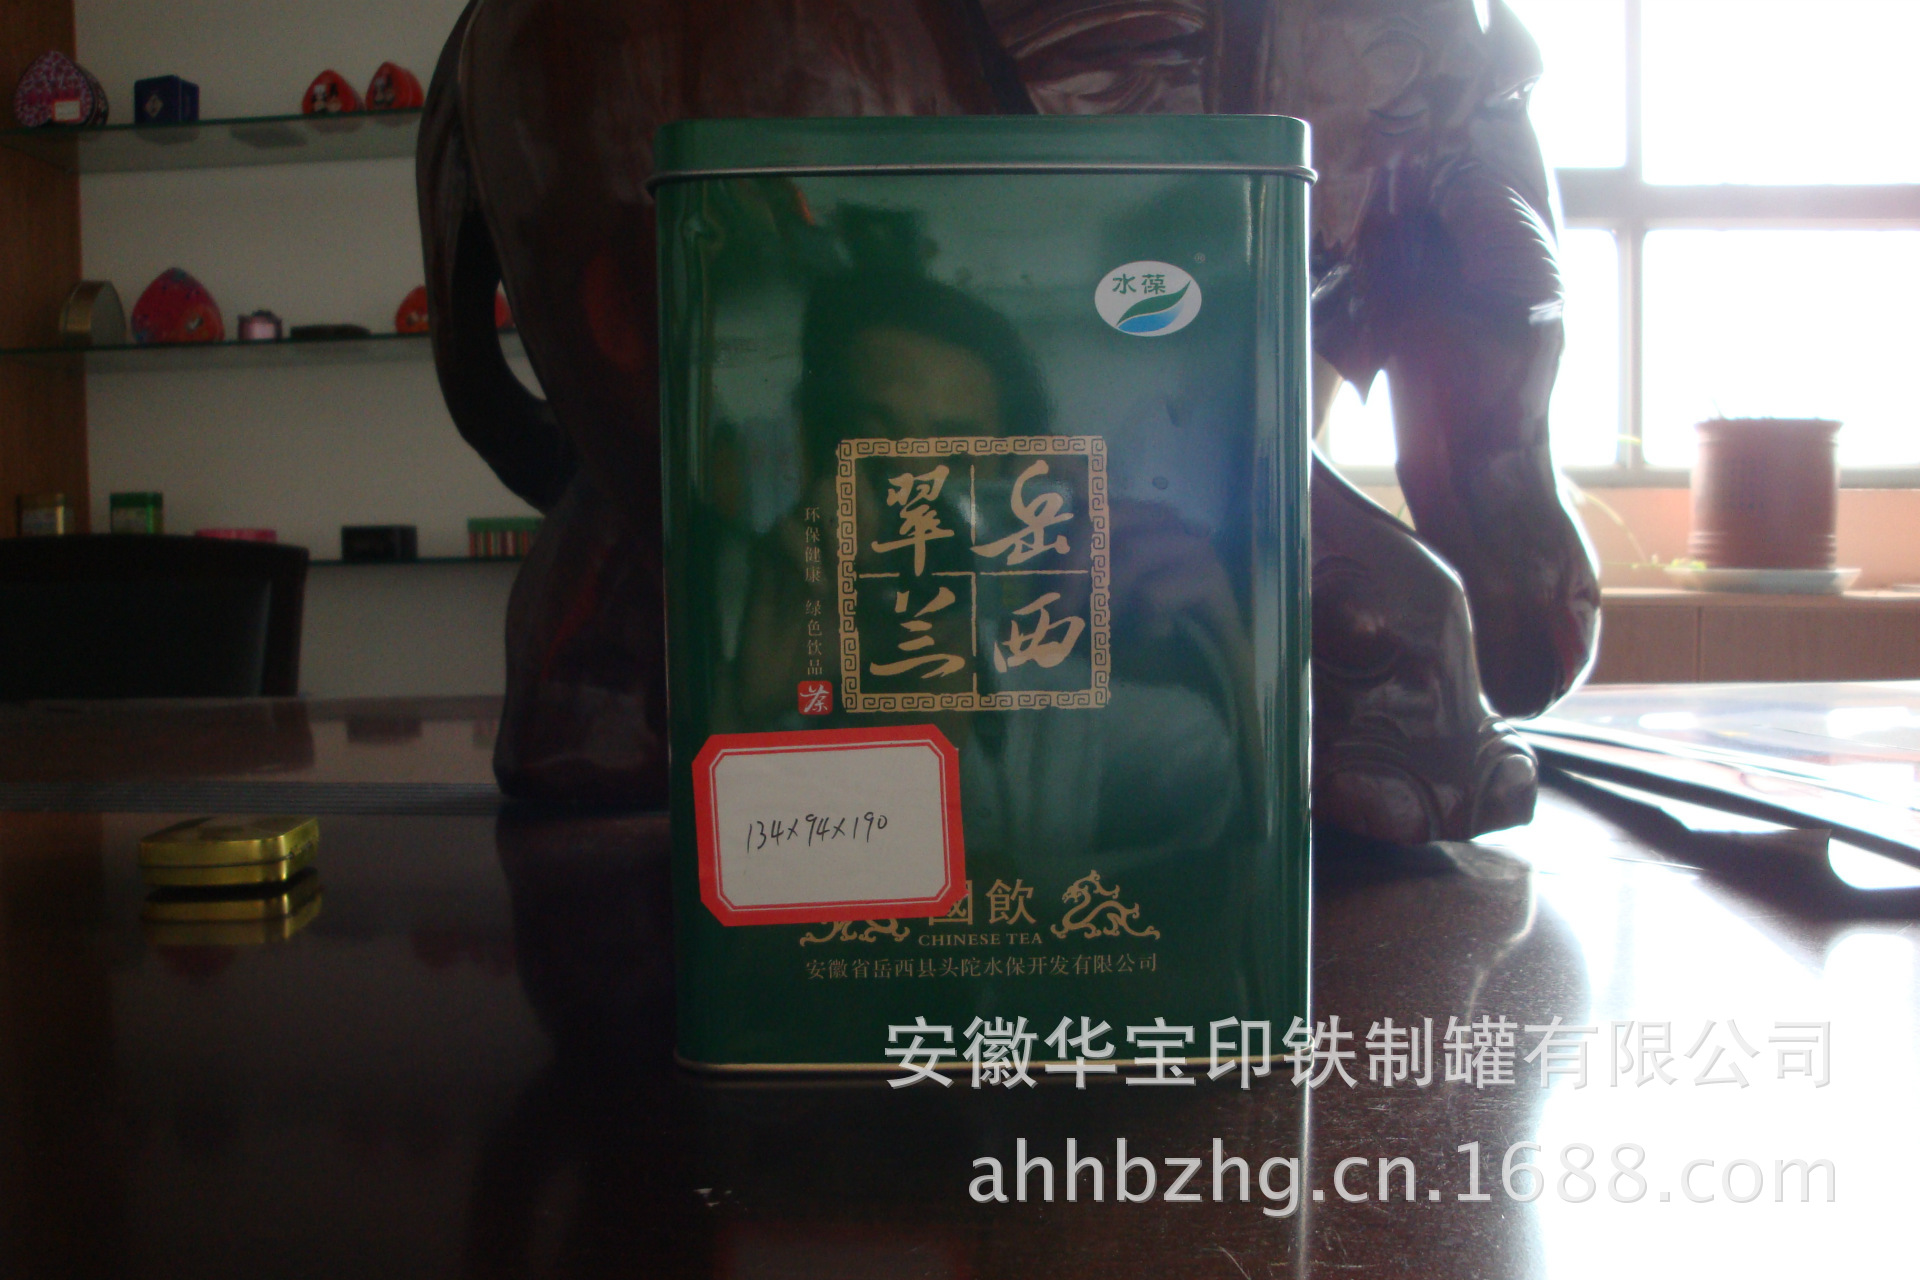 水葆
®
岳西
翠兰
环保健康 绿色饮品
茶
134×94×190
國飲
CHINESE TEA
安徽省岳西县头陀水保开发有限公司
安徽华宝印铁制罐有限公司
ahhbzhg.cn.1688.com